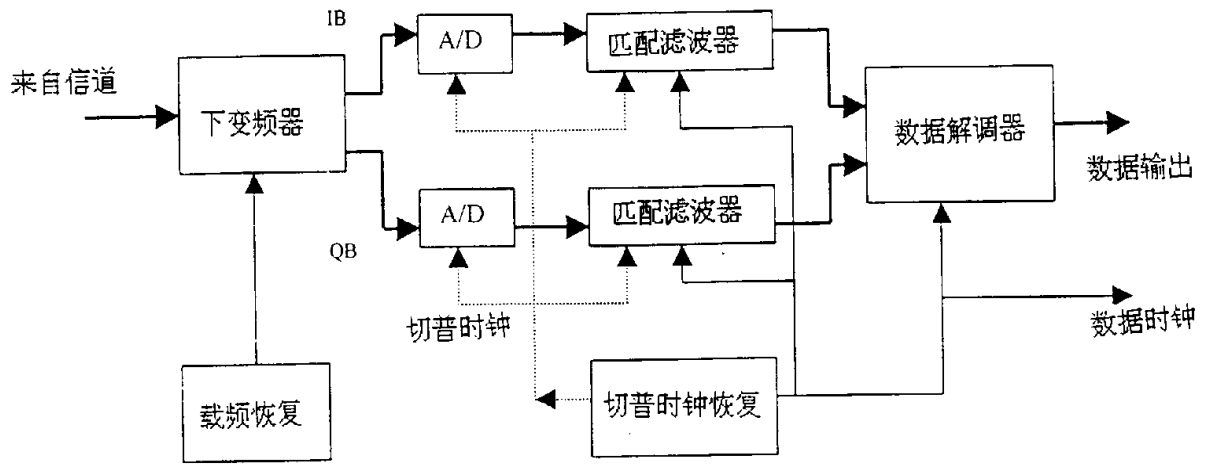 IB
A/D
匹配滤波器
来自信道
下变频器
数据解调器
数据输出
A/D
匹配滤波器
QB
切普时钟
数据时钟
载频恢复
切普时钟恢复